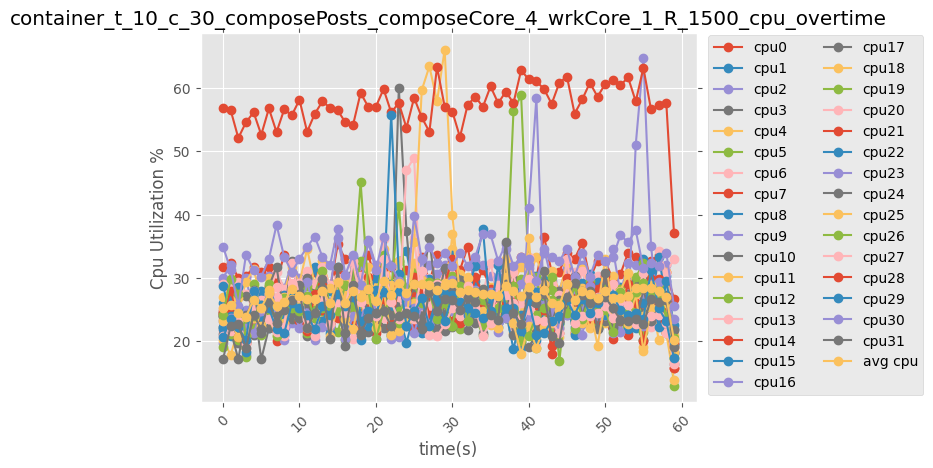 container_t_10_c_30_composePosts_composeCore_4_wrkCore_1_R_1500_cpu_overtime
Cpu Utilization %
60
50
40
30
20
0
10
20
30
40
50
60
time(s)
cpu0
cpu1
cpu2
cpu3
cpu4
cpu5
cpu6
cpu7
cpu8
cpu9
cpu10
cpu11
cpu12
cpu13
cpu14
cpu15
cpu16
cpu17
cpu18
cpu19
cpu20
cpu21
cpu22
cpu23
cpu24
cpu25
cpu26
cpu27
cpu28
cpu29
cpu30
cpu31
avg cpu